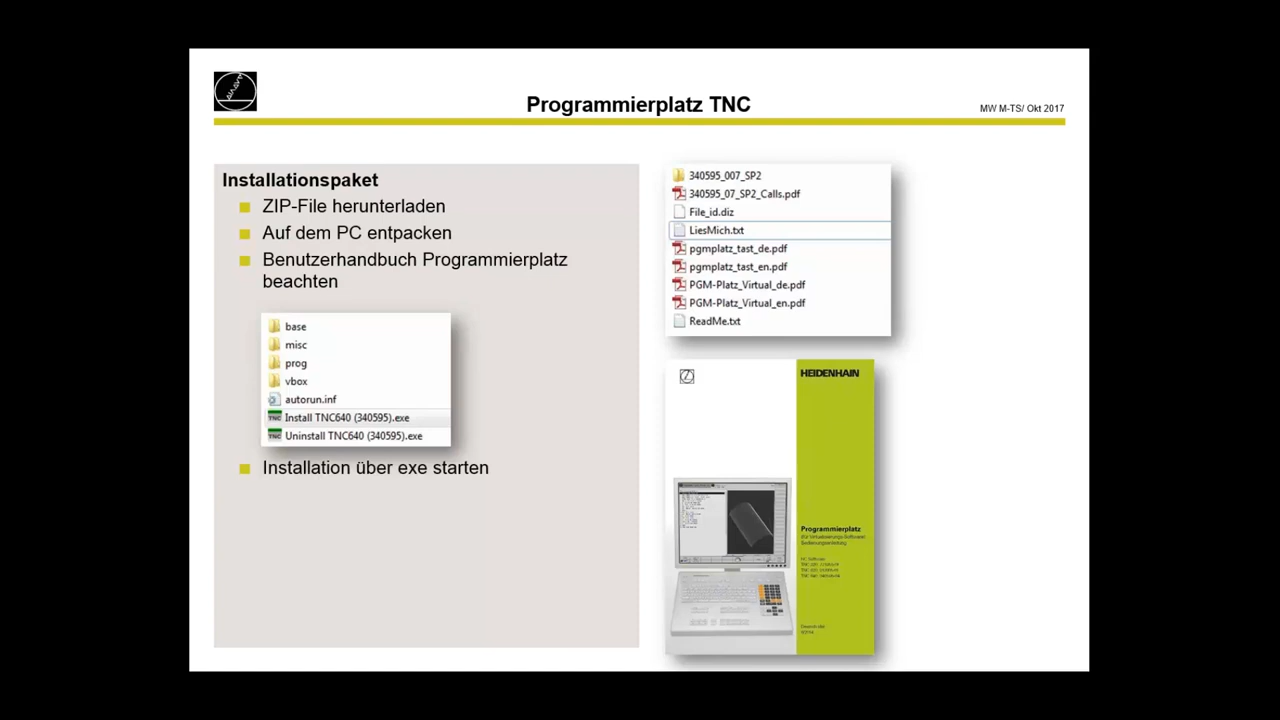 Programmierplatz TNC
MW M-TS/ Okt 2017
Installationspaket
ZIP-File herunterladen
Auf dem PC entpacken
Benutzerhandbuch Programmierplatz
beachten
base
misc
prog
vbox
autorun.inf
Install TNC640 (340595).exe
Uninstall TNC640 (340595).exe
Installation über exe starten
340595_007_SP2
340595_07_SP2_Calls.pdf
File_id.diz
LiesMich.txt
pgmplatz_tast_de.pdf
pgmplatz_tast_en.pdf
PGM-Platz_Virtual_de.pdf
PGM-Platz_Virtual_en.pdf
ReadMe.txt
HEIDENHAIN
Programmierplatz